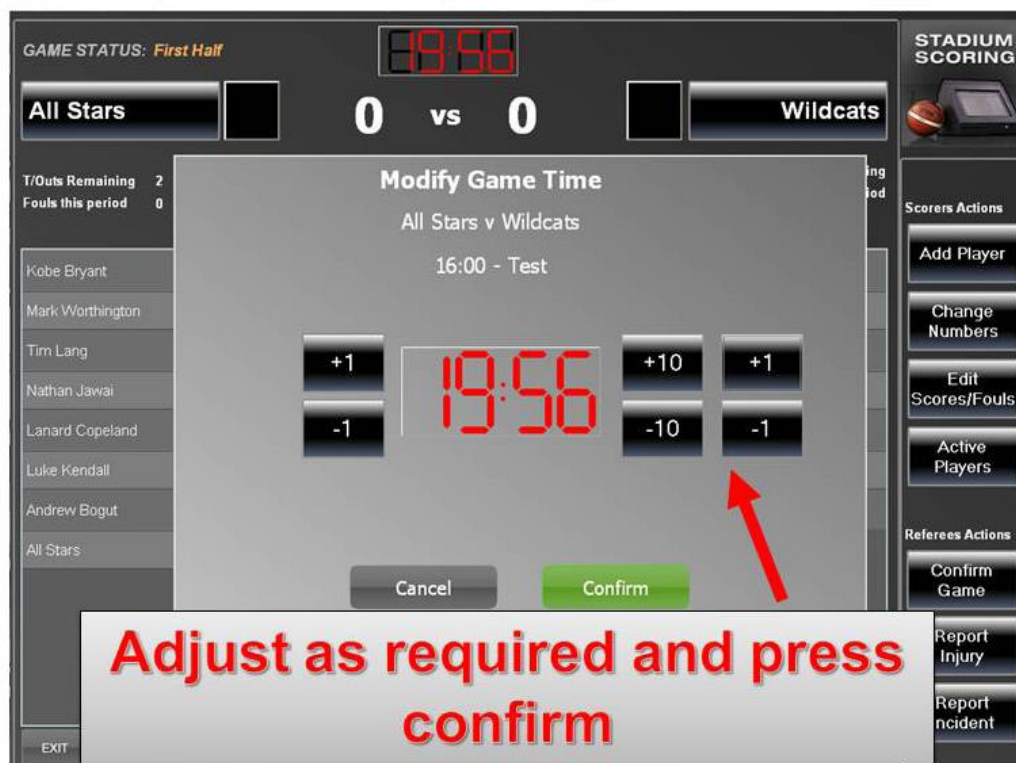 GAME STATUS: First Half
19:56
STADIUM
SCORING
All Stars
0 vs 0
Wildcats
T/Outs Remaining 2
Fouls this period 0
ing
iod
Modify Game Time
All Stars v Wildcats
16:00 - Test
Kobe Bryant
Mark Worthington
Tim Lang
Nathan Jawai
Lanard Copeland
Luke Kendall
Andrew Bogut
All Stars
+1
-1
19:56
+10
+1
-10
-1
Cancel
Confirm
Scorers Actions
Add Player
Change
Numbers
Edit
Scores/Fouls
Active
Players
Referees Actions
Confirm
Game
Report
Injury
Report
ncident
Adjust as required and press
confirm
EXIT